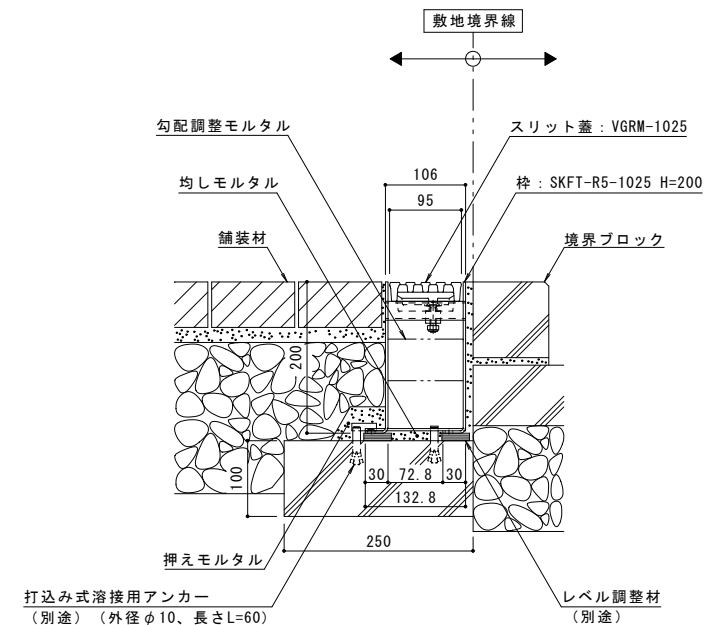 敷地境界線
勾配調整モルタル
スリット蓋：VGRM-1025
106
均しモルタル
枠：SKFT-R5-1025 H=200
95
舗装材
境界ブロック
200
100
30
72.8
30
132.8
250
押えモルタル
打込み式溶接用アンカー
（別途）（外径φ10、長さL=60）
レベル調整材
（別途）